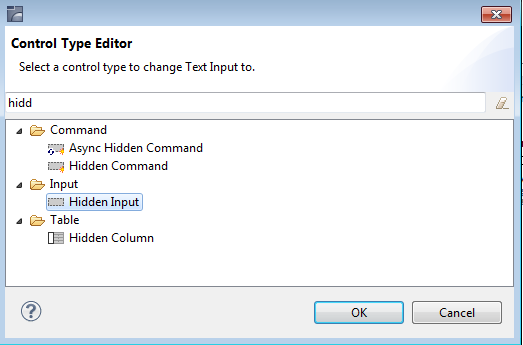 Control Type Editor
Select a control type to change Text Input to.
hidd
Command
Async Hidden Command
Hidden Command
Input
Hidden Input
Table
Hidden Column
?
OK
Cancel